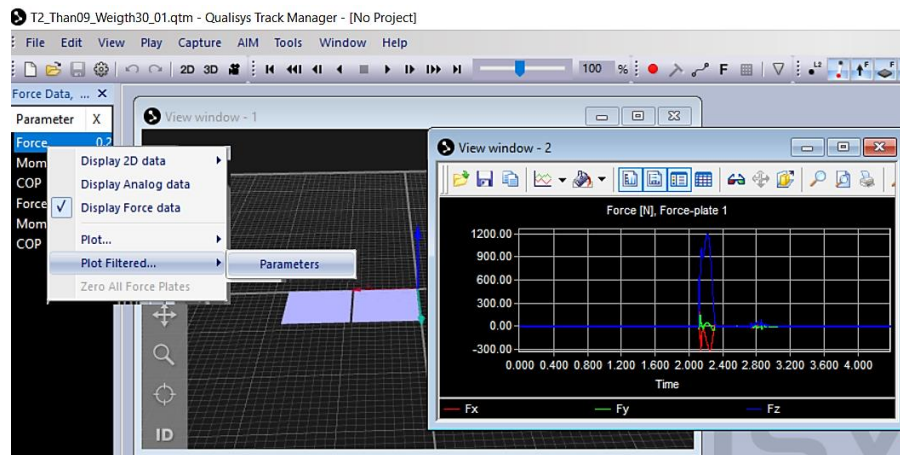 T2_Than09_Weigth30_01.qtm - Qualisys Track Manager - [No Project]
File Edit View Play Capture AIM Tools Window Help
2D 3D 100 % F L2
Force Data, ... X
Parameter X
Force 0.2
Mom
COP
Force
Mom
COP
Display 2D data
Display Analog data
Display Force data
Plot...
Plot Filtered...
Zero All Force Plates
Parameters
View window - 1
ID
View window - 2
Force [N], Force-plate 1
1200.00
900.00
600.00
300.00
0.00
-300.00
0.000 0.400 0.800 1.200 1.600 2.000 2.400 2.800 3.200 3.600 4.000
Time
Fx Fy Fz